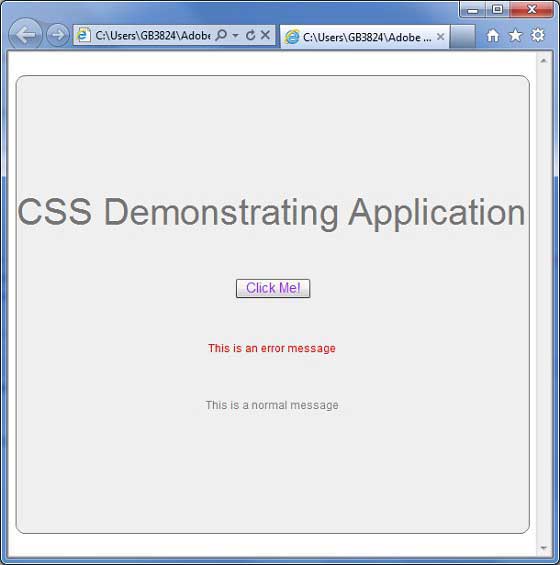 C:\Users\GB3824\Adobe
C:\Users\GB3824\Adobe ...
CSS Demonstrating Application
Click Me!
This is an error message
This is a normal message